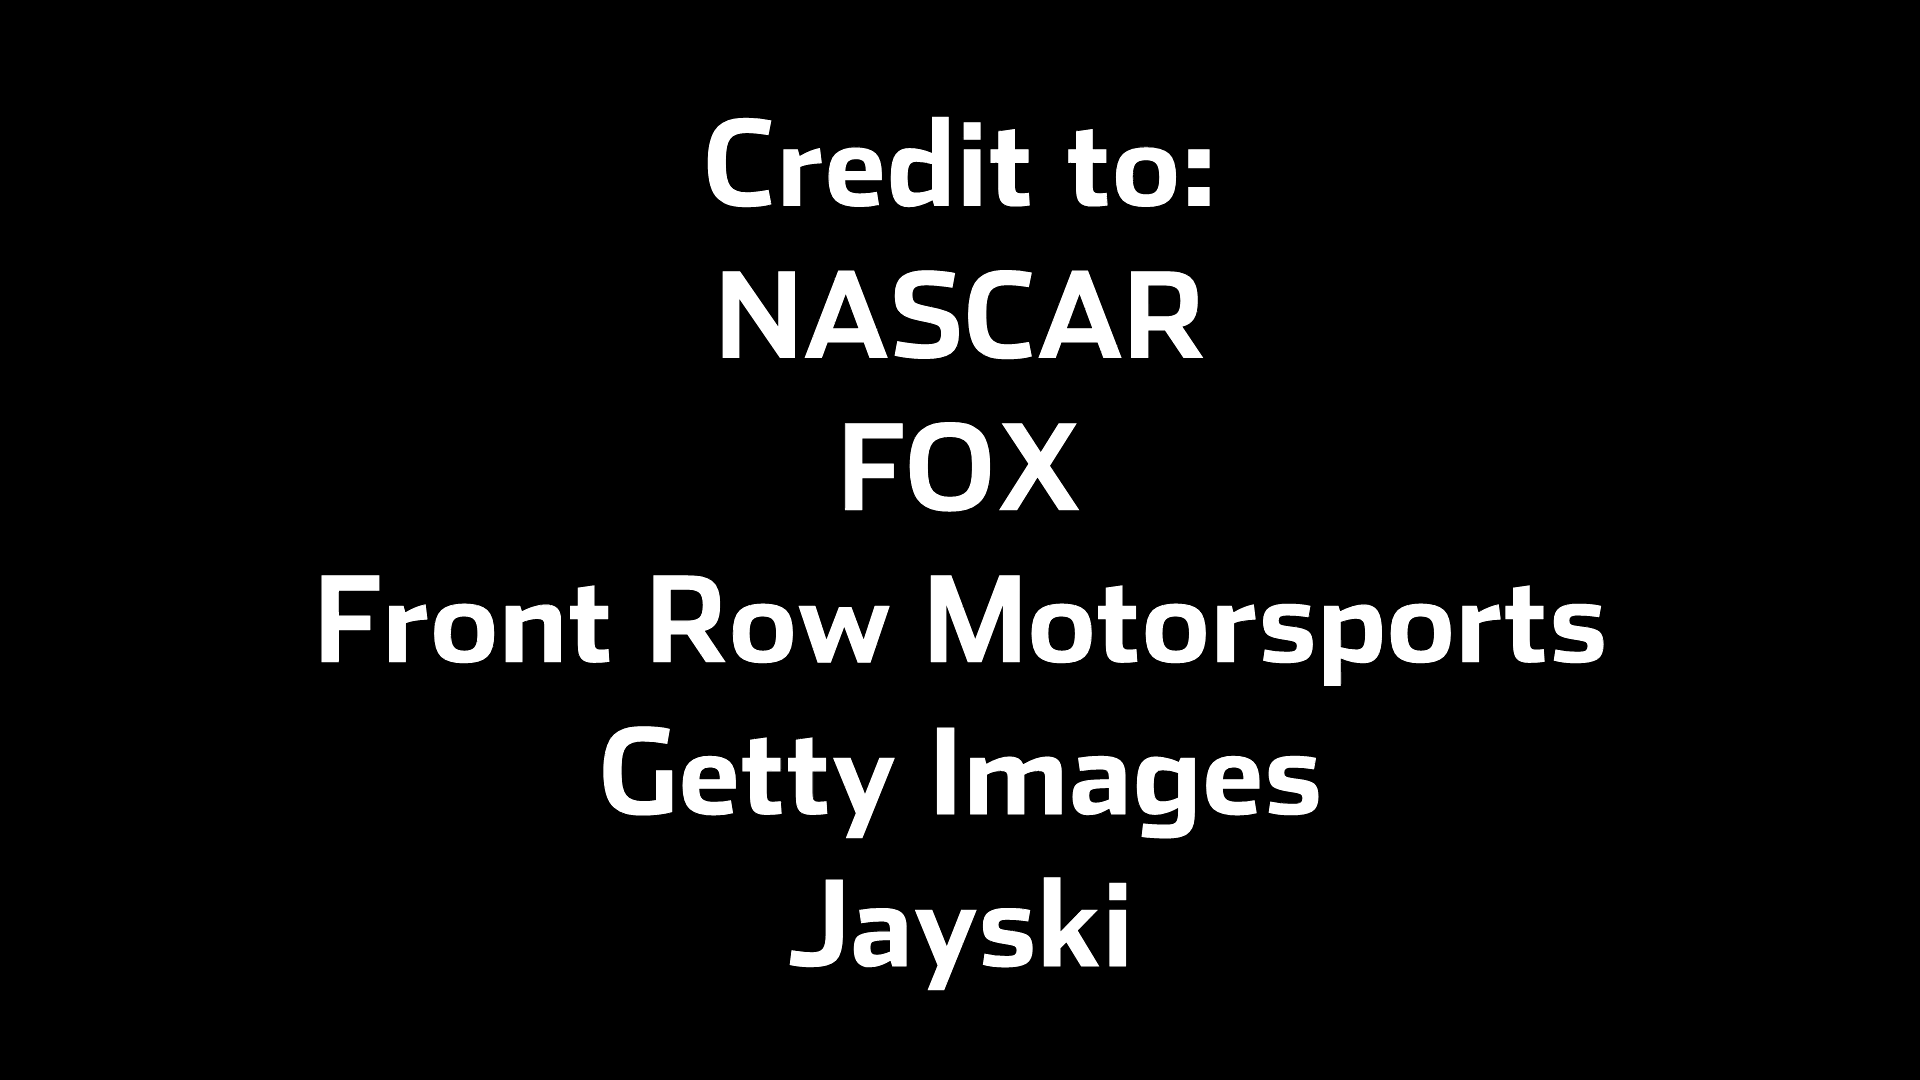 Credit to:
NASCAR
FOX
Front Row Motorsports
Getty Images
Jayski